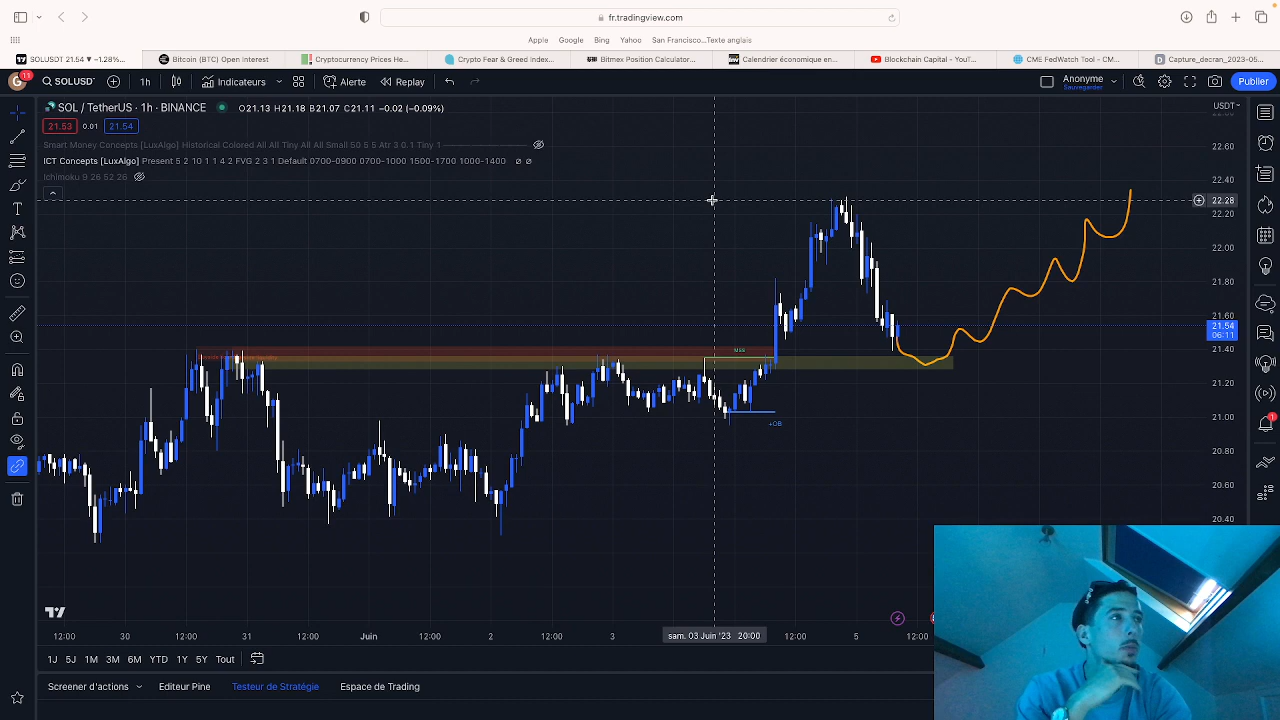 fr.tradingview.com
Apple Google Bing Yahoo San Francisco...Texte anglais
SOLUSDT 21.54 ▼ −1.28%...
Bitcoin (BTC) Open Interest
Cryptocurrency Prices He...
Crypto Fear & Greed Index...
Bitmex Position Calculator...
Calendrier économique en...
Blockchain Capital - YouT...
CME FedWatch Tool - CM...
Capture_decran_2023-05...
G 11 SOLUSD 1h Indicateurs Alerte Replay Anonyme Publier
Sauvegarder
SOL / TetherUS · 1h · BINANCE O21.13 H21.18 B21.07 C21.11 −0.02 (−0.09%) USDT
21.53 0.01 21.54
Smart Money Concepts [LuxAlgo] Historical Colored All All Tiny All All Small 50 5 5 Atr 3 0.1 Tiny 1
ICT Concepts [LuxAlgo] Present 5 2 10 1 1 4 2 FVG 2 3 1 Default 0700-0900 0700-1000 1500-1700 1000-1400
Ichimoku 9 26 52 26
22.60
22.40
22.28
22.20
22.00
21.80
21.60
21.54
06:11
21.40
21.20
21.00
20.80
20.60
20.40
MSS
+OB
12:00 30 12:00 31 12:00 Juin 12:00 2 12:00 3 sam. 03 Juin '23 20:00 12:00 5 12:00
1J 5J 1M 3M 6M YTD 1Y 5Y Tout
Screener d'actions Editeur Pine Testeur de Stratégie Espace de Trading